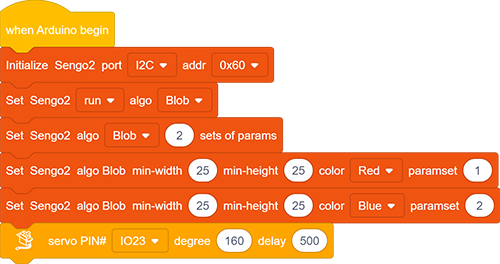 when Arduino begin
Initialize Sengo2 port I2C addr 0x60
Set Sengo2 run algo Blob
Set Sengo2 algo Blob 2 sets of params
Set Sengo2 algo Blob min-width 25 min-height 25 color Red paramset 1
Set Sengo2 algo Blob min-width 25 min-height 25 color Blue paramset 2
servo PIN# IO23 degree 160 delay 500